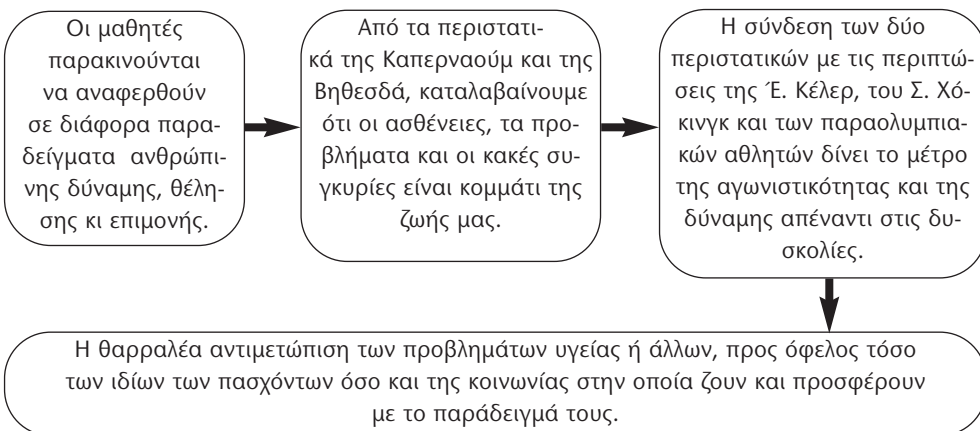 Οι μαθητές
παρακινούνται
να αναφερθούν
σε διάφορα παρα-
δείγματα ανθρώπι-
νης δύναμης, θέλη-
σης κι επιμονής.
Από τα περιστατι-
κά της Καπερναούμ και της
Βηθεσδά, καταλαβαίνουμε
ότι οι ασθένειες, τα προ-
βλήματα και οι κακές συ-
γκυρίες είναι κομμάτι της
ζωής μας.
Η σύνδεση των δύο
περιστατικών με τις περιπτώ-
σεις της Έ. Κέλερ, του Σ. Χό-
κινγκ και των παραολυμπια-
κών αθλητών δίνει το μέτρο
της αγωνιστικότητας και της
δύναμης απέναντι στις δυ-
σκολίες.
Η θαρραλέα αντιμετώπιση των προβλημάτων υγείας ή άλλων, προς όφελος τόσο
των ιδίων των πασχόντων όσο και της κοινωνίας στην οποία ζουν και προσφέρουν
με το παράδειγμά τους.